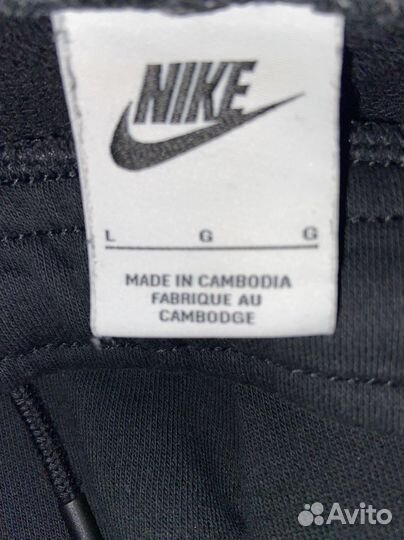 NIKE
L G G
MADE IN CAMBODIA
FABRIQUE AU
CAMBODGE
Avito